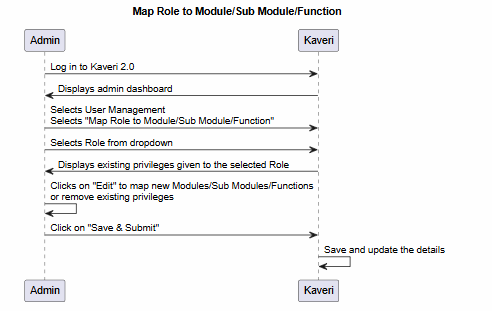 Map Role to Module/Sub Module/Function
Admin
Kaveri
Log in to Kaveri 2.0
Displays admin dashboard
Selects User Management
Selects "Map Role to Module/Sub Module/Function"
Selects Role from dropdown
Displays existing privileges given to the selected Role
Clicks on "Edit" to map new Modules/Sub Modules/Functions
or remove existing privileges
Click on "Save & Submit"
Save and update the details
Admin
Kaveri